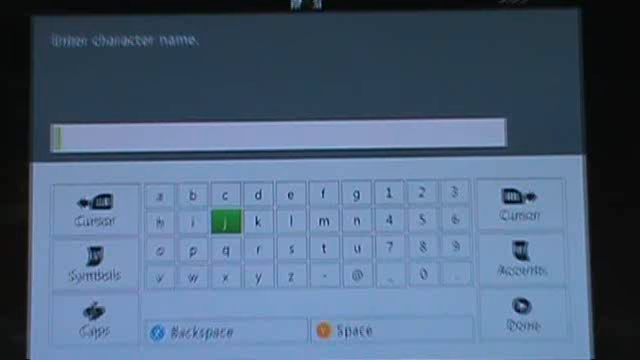 Enter character name.
a b c d e f g 1 2 3
Cursor h i j k l m n 4 5 6 Cursor
o p q r s t u 7 8 9
Symbols Accents
v w x y z - @ _ 0 .
Caps Backspace Space Done